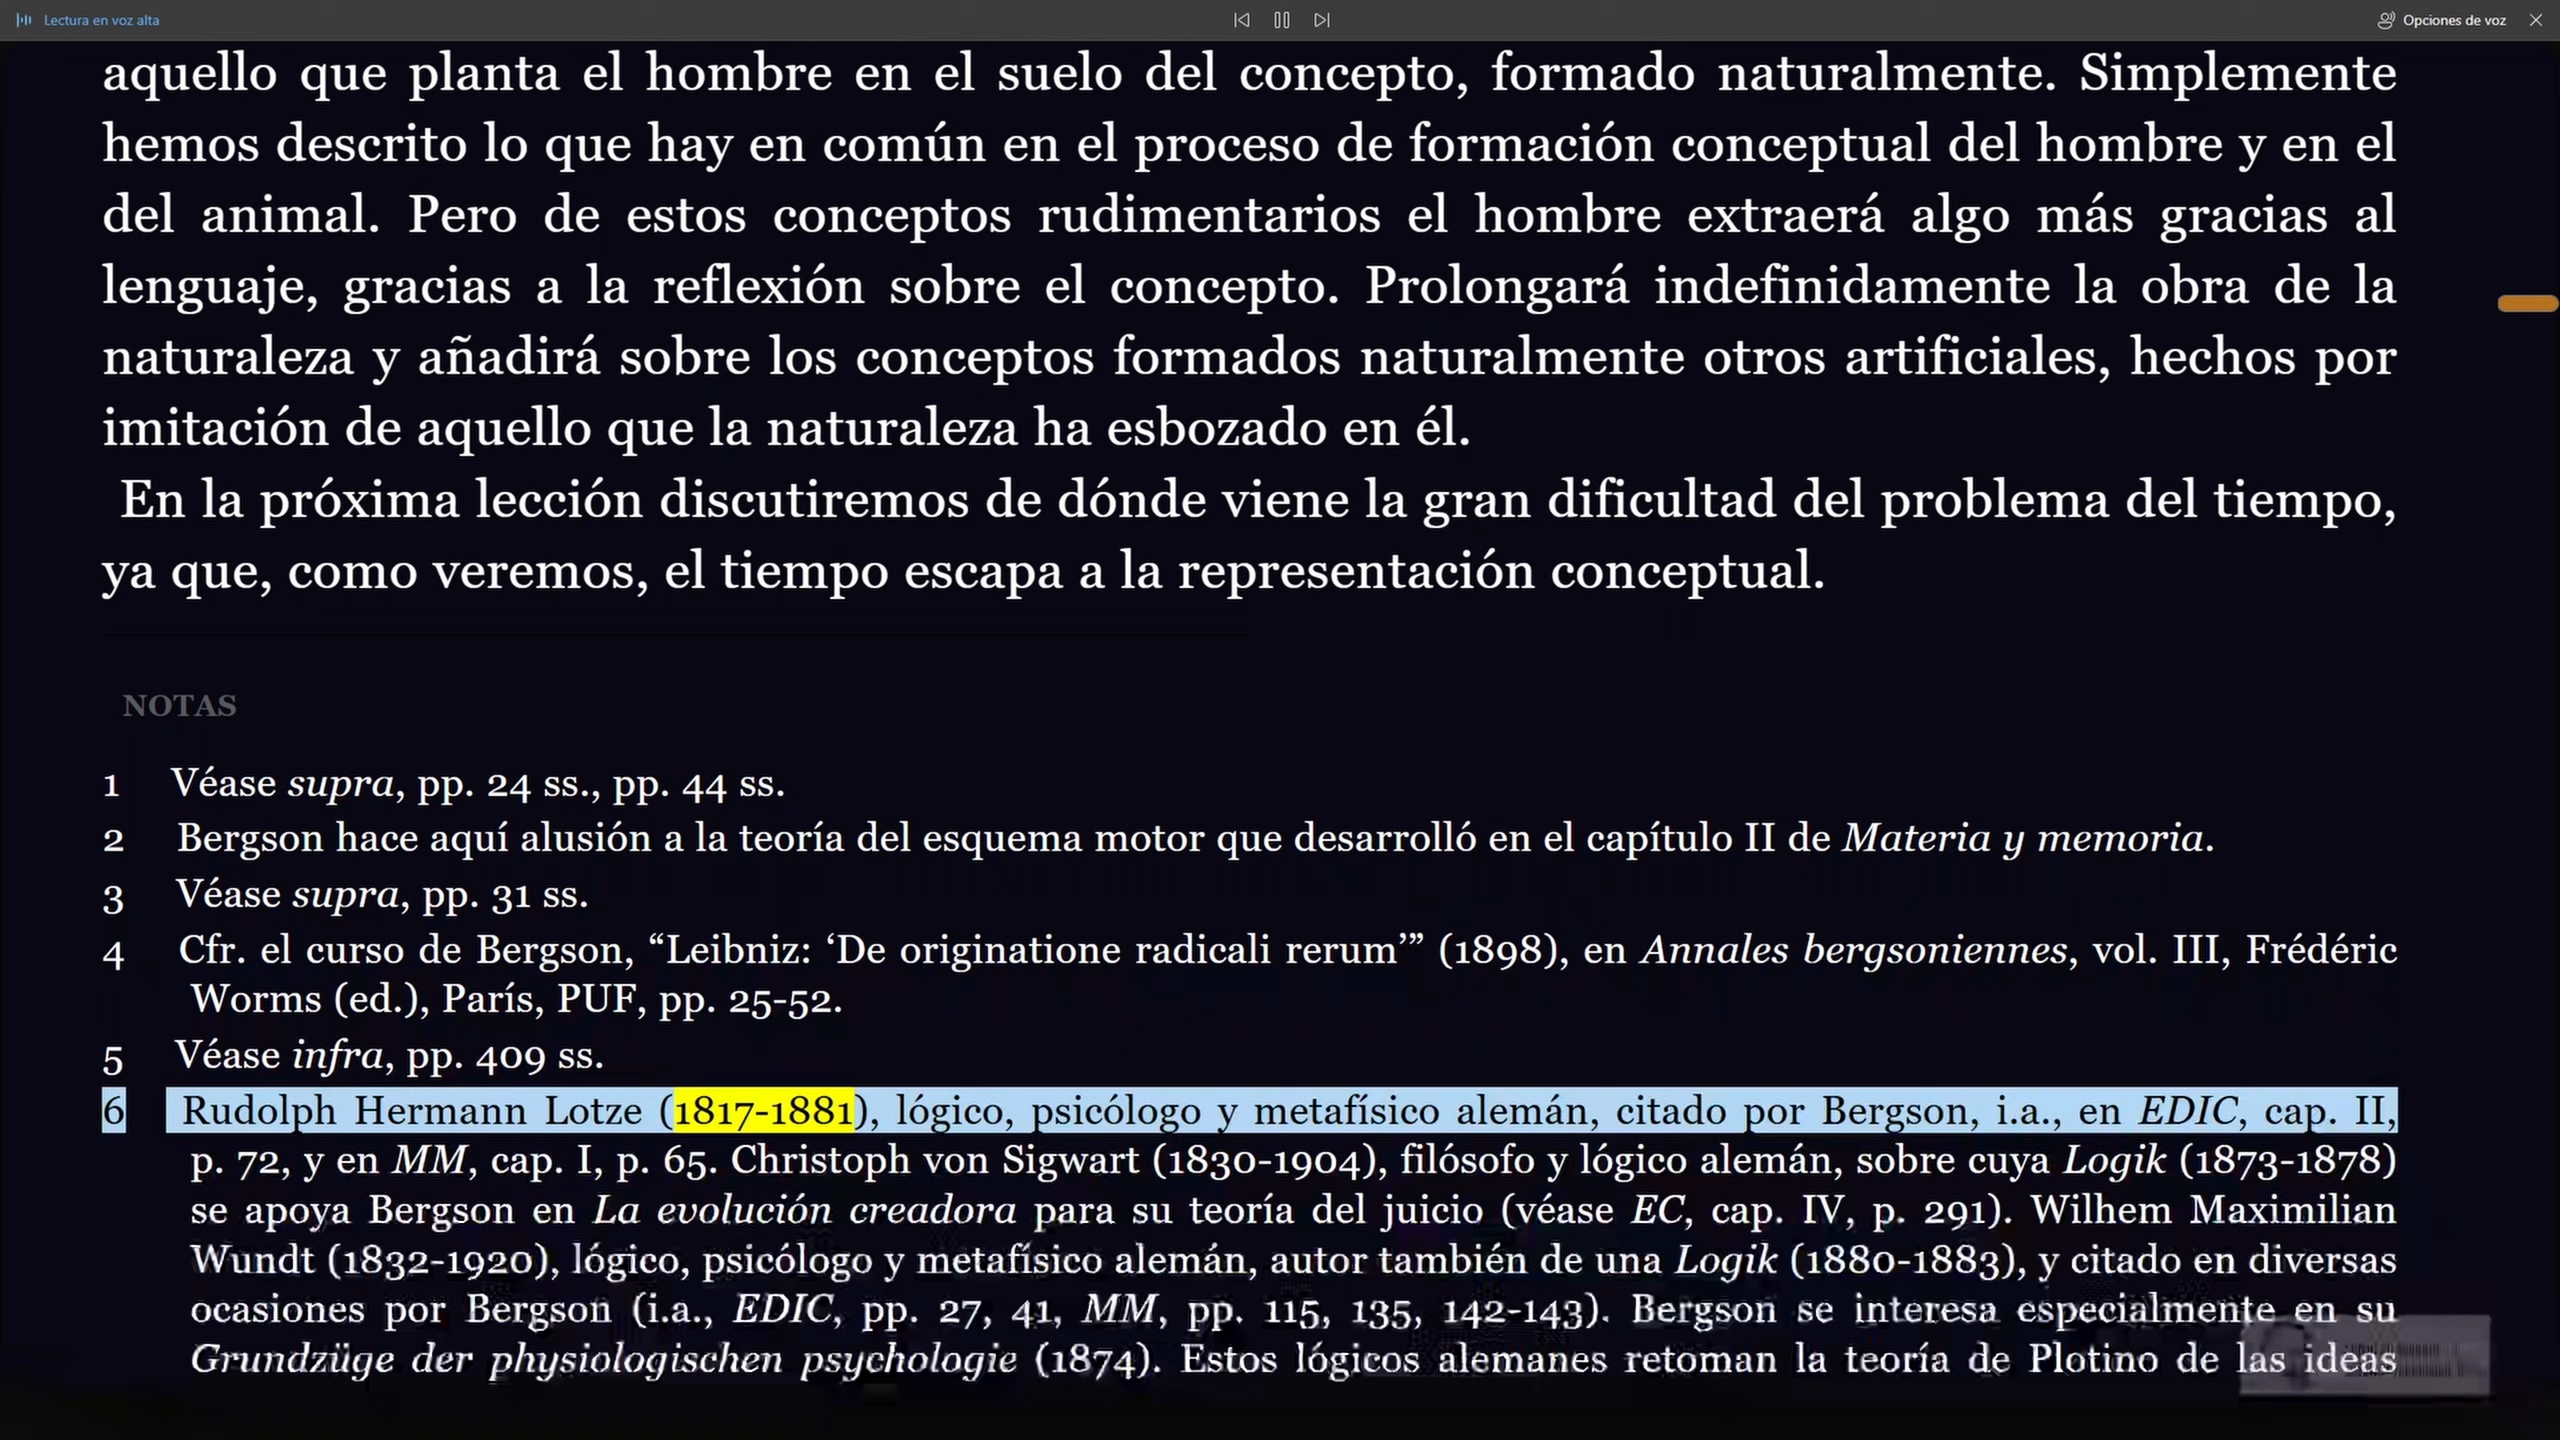 Lectura en voz alta
Opciones de voz
aquello que planta el hombre en el suelo del concepto, formado naturalmente. Simplemente
hemos descrito lo que hay en común en el proceso de formación conceptual del hombre y en el
del animal. Pero de estos conceptos rudimentarios el hombre extraerá algo más gracias al
lenguaje, gracias a la reflexión sobre el concepto. Prolongará indefinidamente la obra de la
naturaleza y añadirá sobre los conceptos formados naturalmente otros artificiales, hechos por
imitación de aquello que la naturaleza ha esbozado en él.
En la próxima lección discutiremos de dónde viene la gran dificultad del problema del tiempo,
ya que, como veremos, el tiempo escapa a la representación conceptual.
NOTAS
1 Véase supra, pp. 24 ss., pp. 44 ss.
2 Bergson hace aquí alusión a la teoría del esquema motor que desarrolló en el capítulo II de Materia y memoria.
3 Véase supra, pp. 31 ss.
4 Cfr. el curso de Bergson, “Leibniz: ‘De originatione radicali rerum’” (1898), en Annales bergsoniennes, vol. III, Frédéric
Worms (ed.), París, PUF, pp. 25-52.
5 Véase infra, pp. 409 ss.
6 Rudolph Hermann Lotze (1817-1881), lógico, psicólogo y metafísico alemán, citado por Bergson, i.a., en EDIC, cap. II,
p. 72, y en MM, cap. I, p. 65. Christoph von Sigwart (1830-1904), filósofo y lógico alemán, sobre cuya Logik (1873-1878)
se apoya Bergson en La evolución creadora para su teoría del juicio (véase EC, cap. IV, p. 291). Wilhem Maximilian
Wundt (1832-1920), lógico, psicólogo y metafísico alemán, autor también de una Logik (1880-1883), y citado en diversas
ocasiones por Bergson (i.a., EDIC, pp. 27, 41, MM, pp. 115, 135, 142-143). Bergson se interesa especialmente en su
Grundzüge der physiologischen psychologie (1874). Estos lógicos alemanes retoman la teoría de Plotino de las ideas